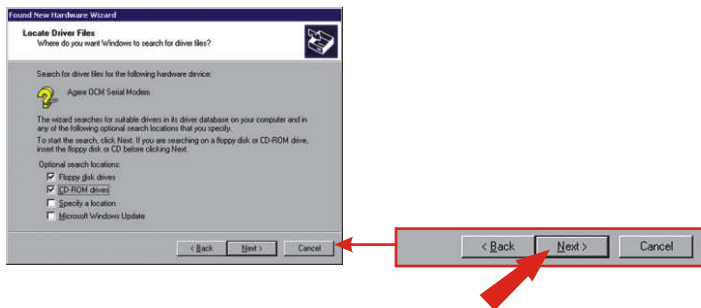 Found New Hardware Wizard
Locate Driver Files
Where do you want Windows to search for driver files?
Search for driver files for the following hardware device:
Agere OCM Serial Modem
The wizard searches for suitable drivers in its driver database on your computer and in
any of the following optional search locations that you specify.
To start the search, click Next. If you are searching on a floppy disk or CD-ROM drive,
insert the floppy disk or CD before clicking Next.
Optional search locations:
Floppy disk drives
CD-ROM drives
Specify a location
Microsoft Windows Update
< Back Next > Cancel
< Back Next > Cancel